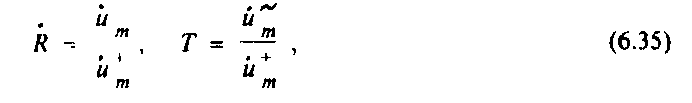 Ṙ = u̇ₘ / u̇⁺ₘ , T = u̇~ₘ / u̇⁺ₘ , (6.35)